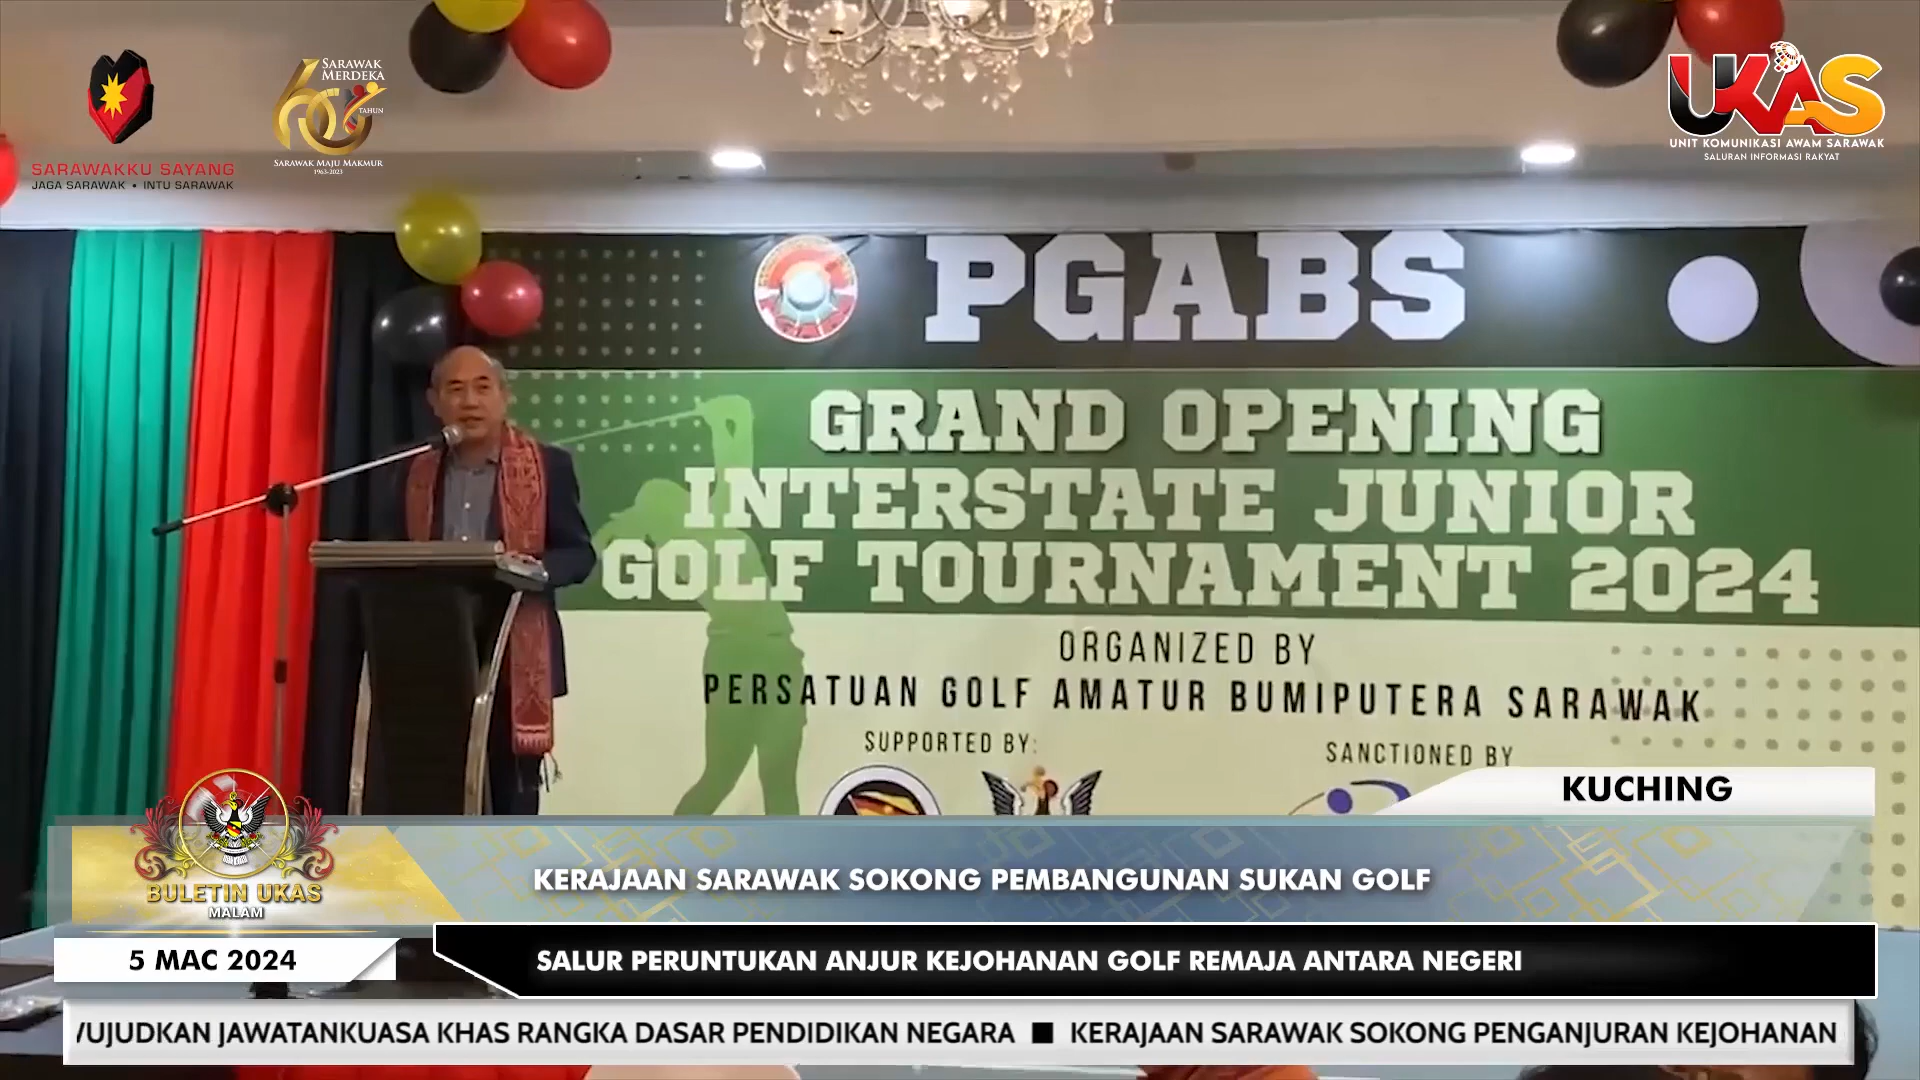 SARAWAKKU SAYANG
JAGA SARAWAK • INTU SARAWAK
SARAWAK
MERDEKA
60
TAHUN
SARAWAK MAJU MAKMUR
1963-2023
UKAS
UNIT KOMUNIKASI AWAM SARAWAK
SALURAN INFORMASI RAKYAT
PGABS
GRAND OPENING
INTERSTATE JUNIOR
GOLF TOURNAMENT 2024
ORGANIZED BY
PERSATUAN GOLF AMATUR BUMIPUTERA SARAWAK
SUPPORTED BY:
SANCTIONED BY
KUCHING
BULETIN UKAS
MALAM
KERAJAAN SARAWAK SOKONG PEMBANGUNAN SUKAN GOLF
5 MAC 2024
SALUR PERUNTUKAN ANJUR KEJOHANAN GOLF REMAJA ANTARA NEGERI
JAWATANKUASA KHAS RANGKA DASAR PENDIDIKAN NEGARA ■ KERAJAAN SARAWAK SOKONG PENGANJURAN KEJOHANAN